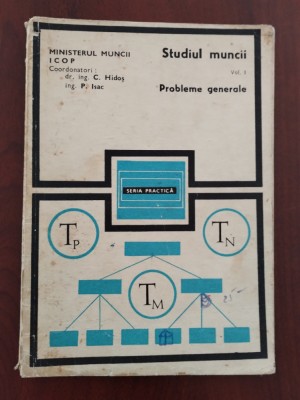 MINISTERUL MUNCII
ICOP
Coordonatori :
dr. ing. C. Hidoș
ing. P. Isac
Studiul muncii
Vol. I
Probleme generale
SERIA PRACTICĂ
TP
TN
TM